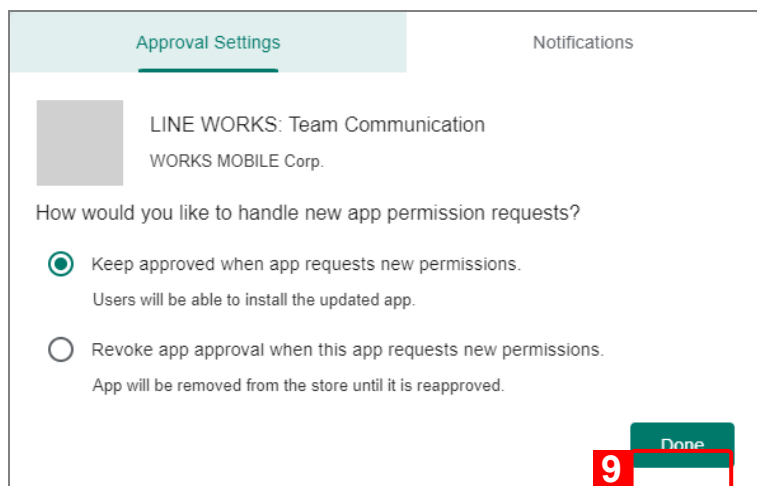 Approval Settings
Notifications
LINE WORKS: Team Communication
WORKS MOBILE Corp.
How would you like to handle new app permission requests?
Keep approved when app requests new permissions.
Users will be able to install the updated app.
Revoke app approval when this app requests new permissions.
App will be removed from the store until it is reapproved.
Done
9